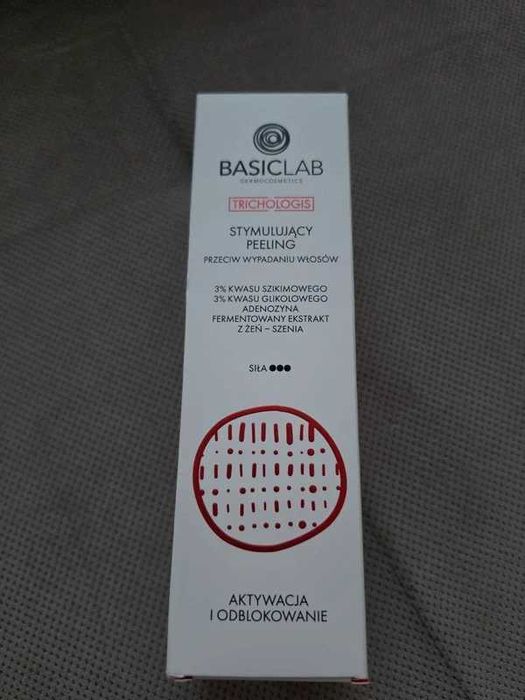 BASICLAB
DERMOCOSMETICS
TRICHOLOGIS
STYMULUJĄCY
PEELING
PRZECIW WYPADANIU WŁOSÓW
3% KWASU SZIKIMOWEGO
3% KWASU GLIKOLOWEGO
ADENOZYNA
FERMENTOWANY EKSTRAKT
Z ŻEŃ – SZENIA
SIŁA
AKTYWACJA
I ODBLOKOWANIE